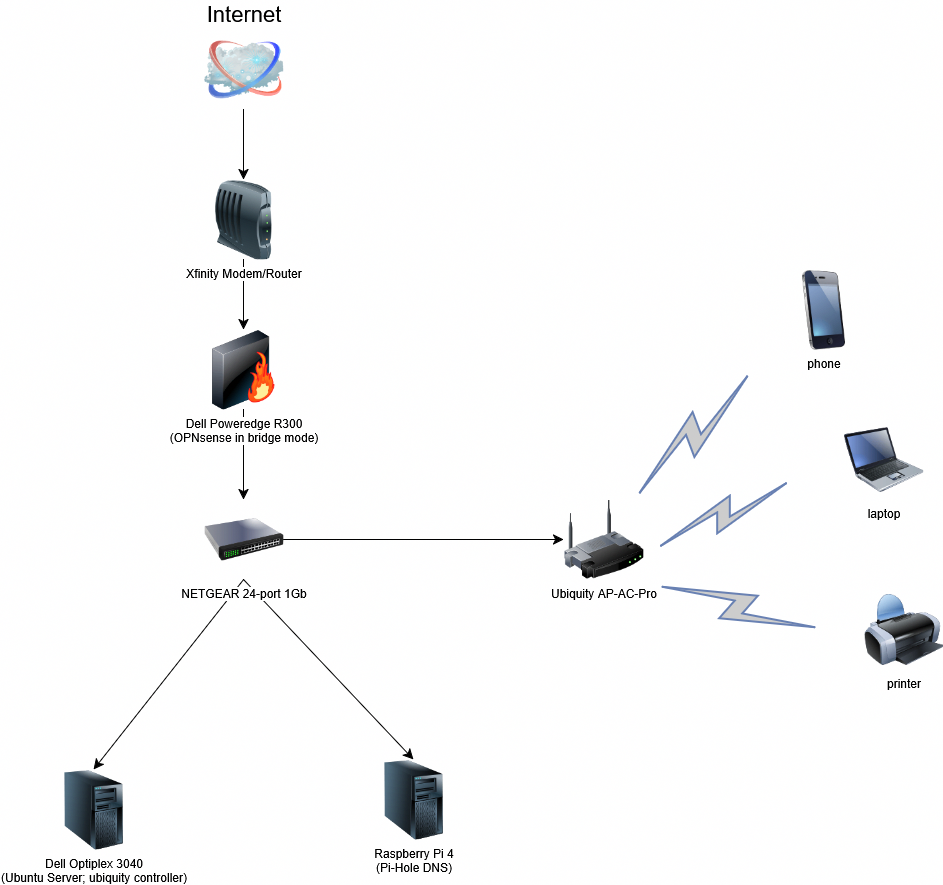 Internet
Xfinity Modem/Router
Dell Poweredge R300
(OPNsense in bridge mode)
NETGEAR 24-port 1Gb
Ubiquity AP-AC-Pro
phone
laptop
printer
Dell Optiplex 3040
(Ubuntu Server; ubiquity controller)
Raspberry Pi 4
(Pi-Hole DNS)